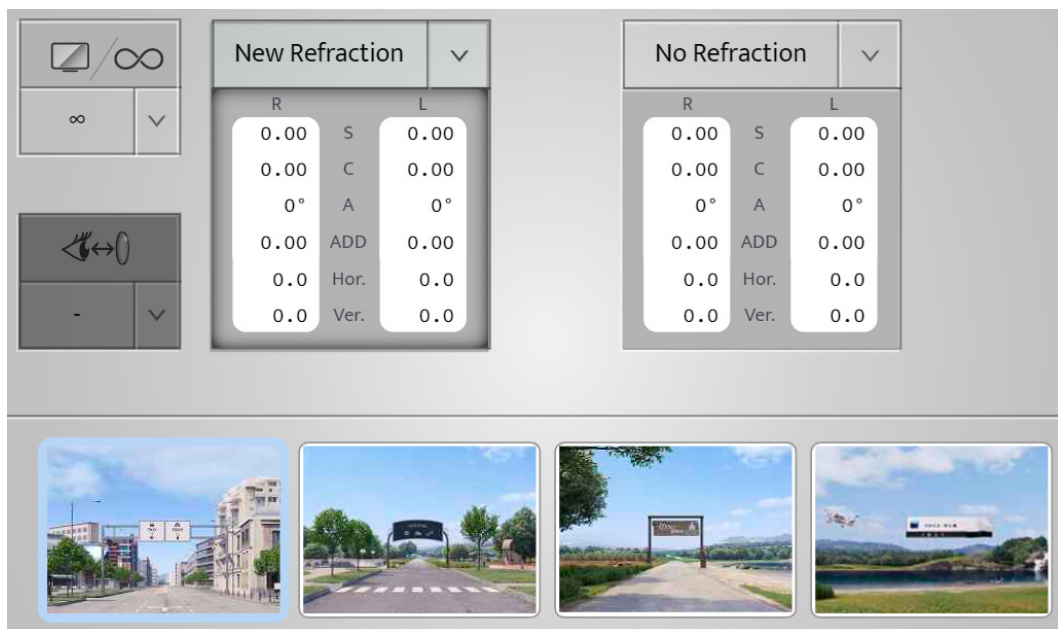 ∞
∞
-
New Refraction
R L
0.00 S 0.00
0.00 C 0.00
0° A 0°
0.00 ADD 0.00
0.0 Hor. 0.0
0.0 Ver. 0.0
No Refraction
R L
0.00 S 0.00
0.00 C 0.00
0° A 0°
0.00 ADD 0.00
0.0 Hor. 0.0
0.0 Ver. 0.0